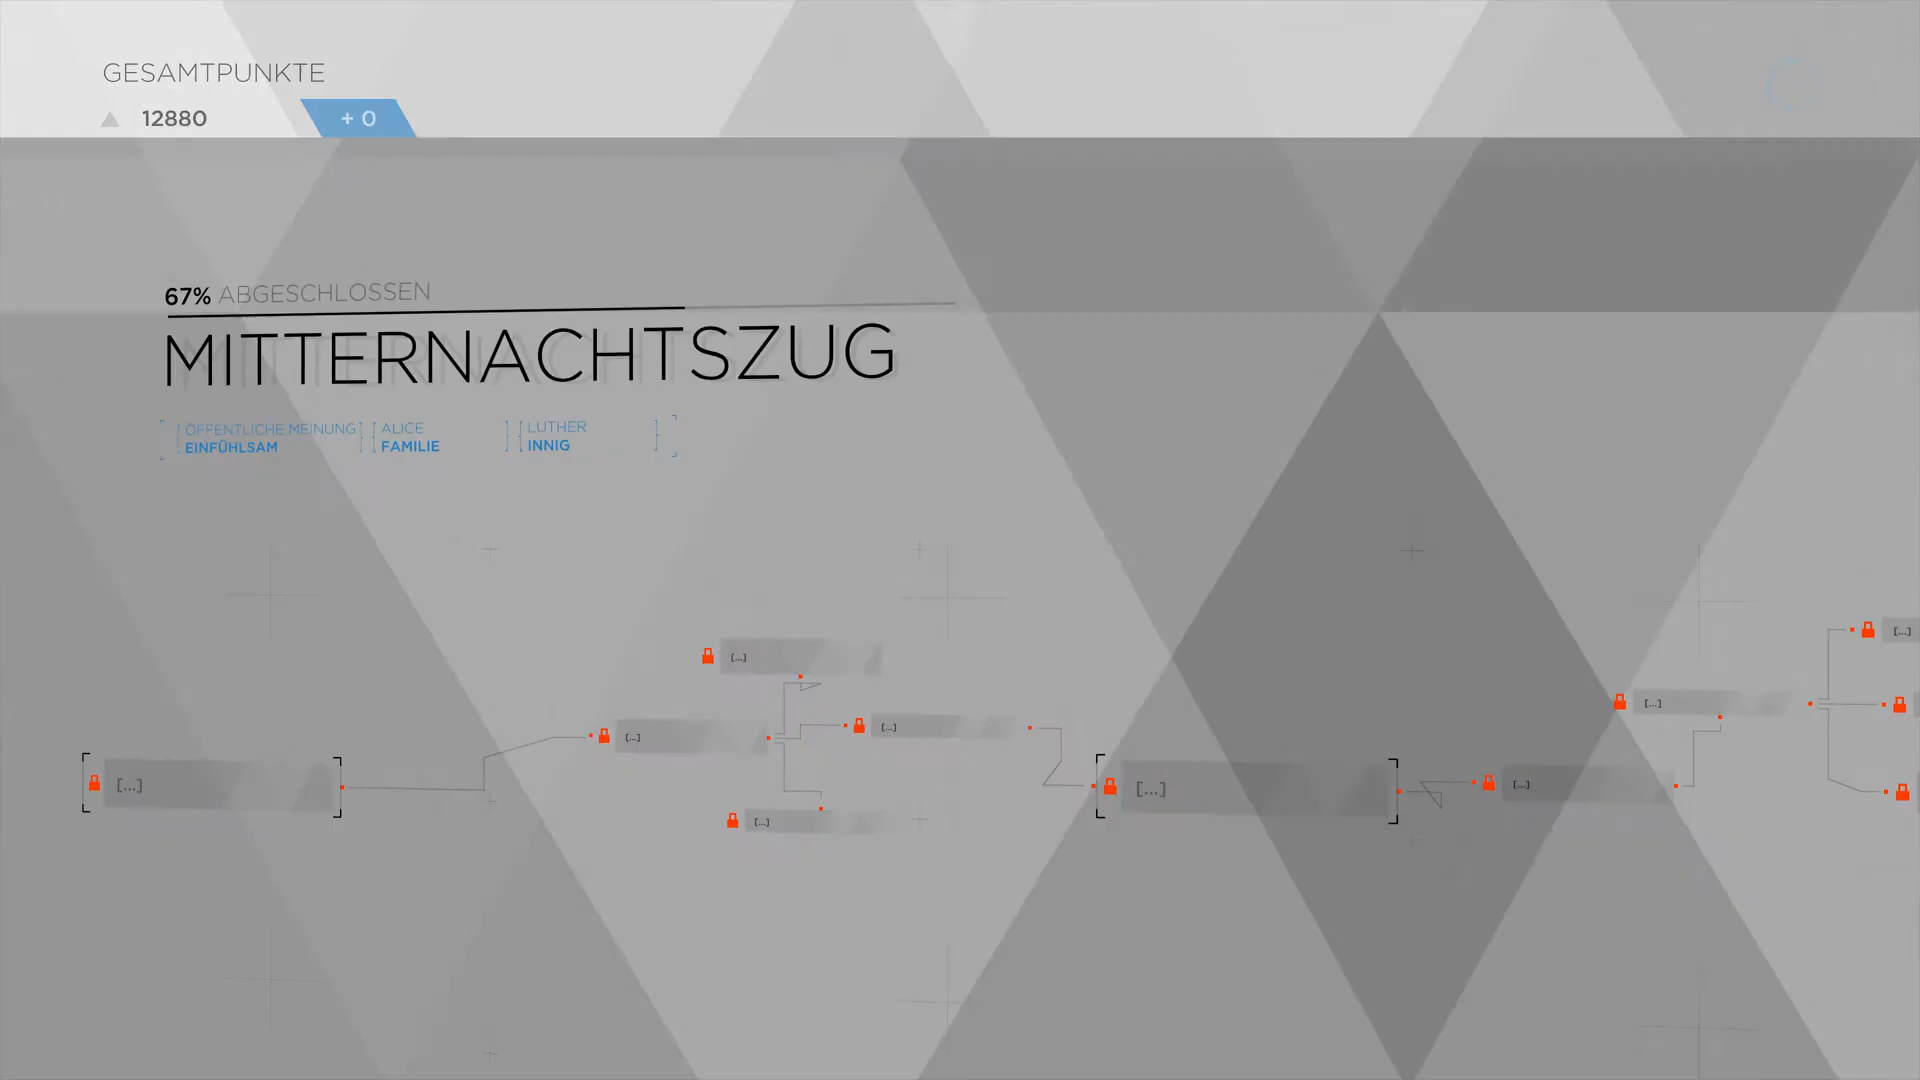 GESAMTPUNKTE
12880
+ 0
67% ABGESCHLOSSEN
MITTERNACHTSZUG
ÖFFENTLICHE MEINUNG
EINFÜHLSAM
ALICE
FAMILIE
LUTHER
INNIG
[...]
[...]
[...]
[...]
[...]
[...]
[...]
[...]
[...]